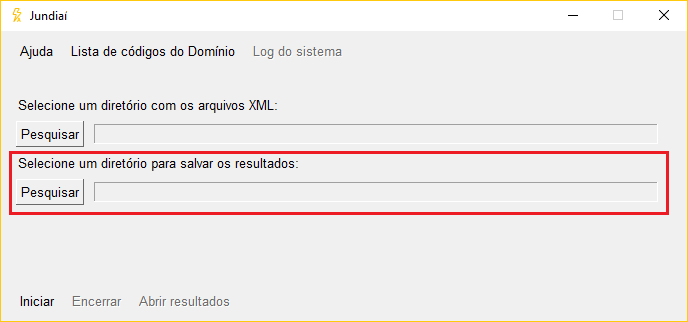 Jundiaí
Ajuda Lista de códigos do Domínio Log do sistema
Selecione um diretório com os arquivos XML:
Pesquisar
Selecione um diretório para salvar os resultados:
Pesquisar
Iniciar Encerrar Abrir resultados